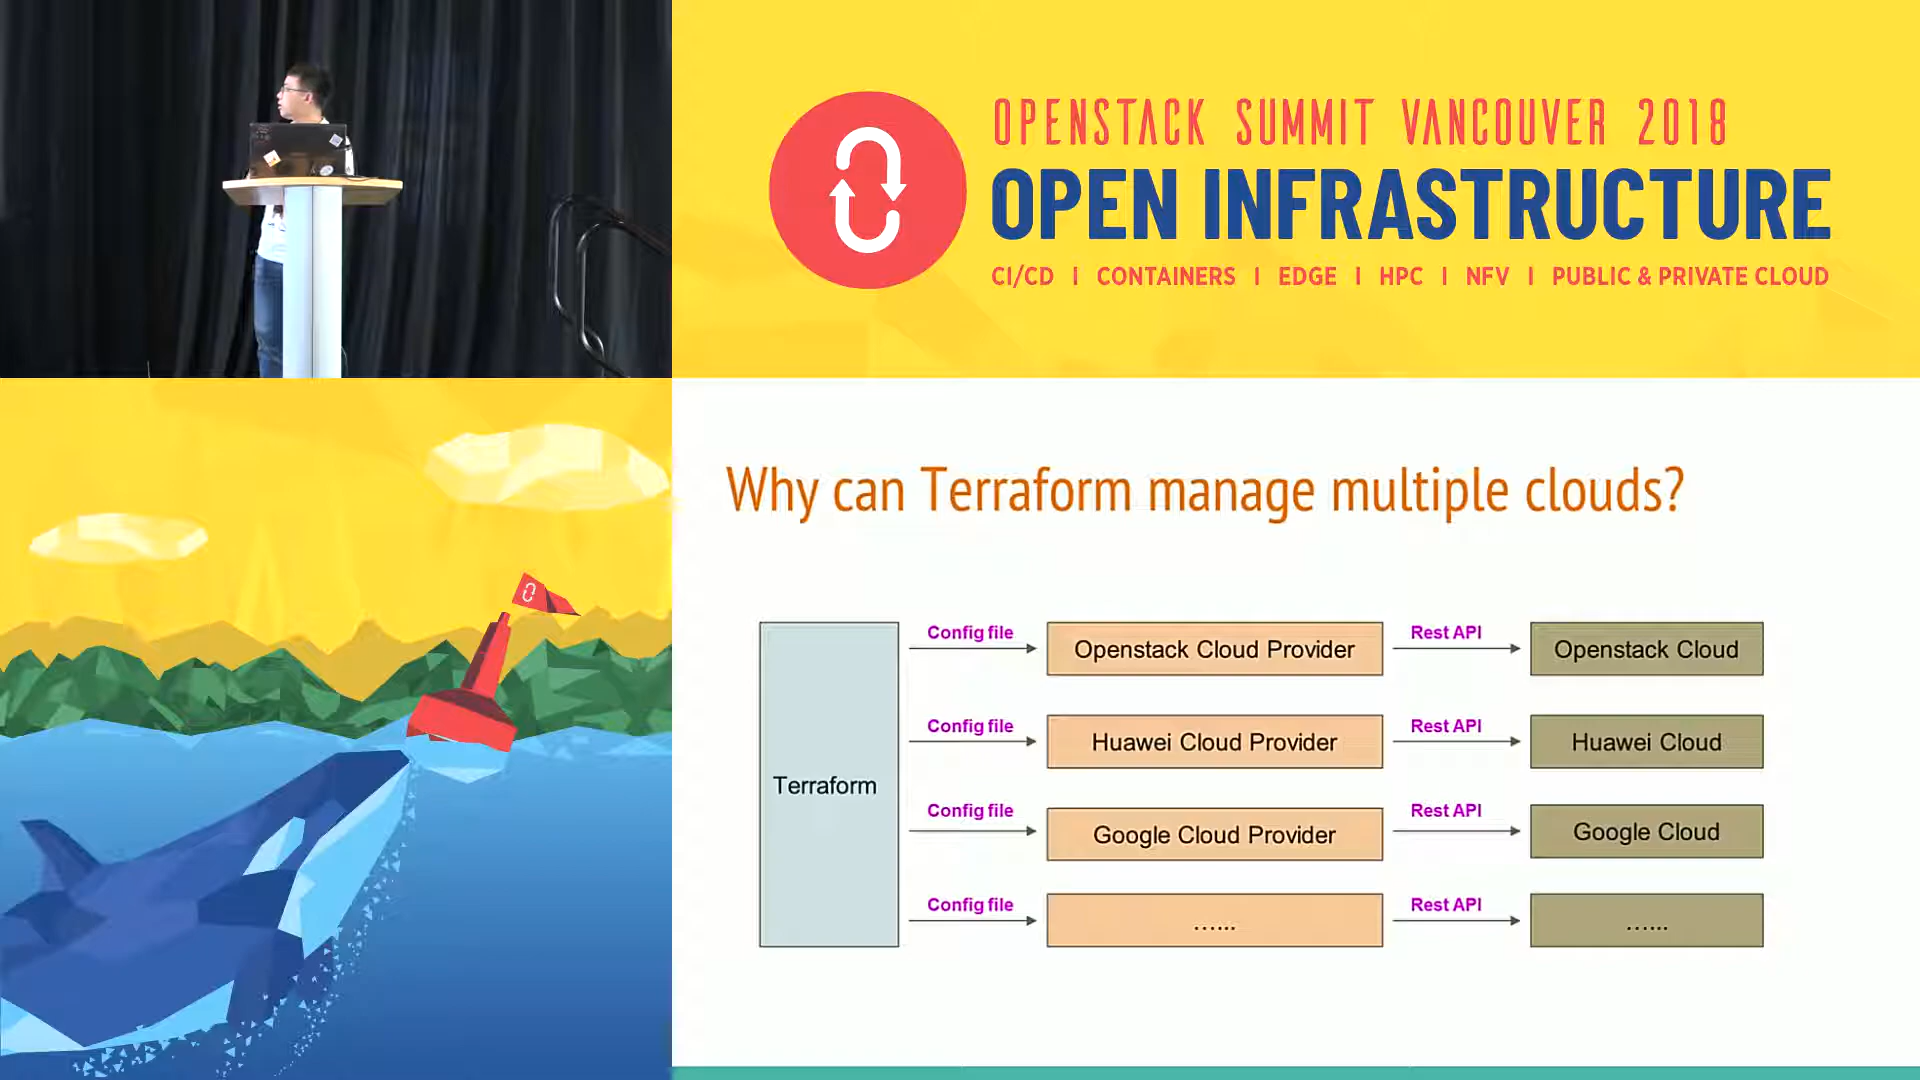 OPENSTACK SUMMIT VANCOUVER 2018
OPEN INFRASTRUCTURE
CI/CD | CONTAINERS | EDGE | HPC | NFV | PUBLIC & PRIVATE CLOUD
Why can Terraform manage multiple clouds?
Terraform
Config file
Openstack Cloud Provider
Rest API
Openstack Cloud
Config file
Huawei Cloud Provider
Rest API
Huawei Cloud
Config file
Google Cloud Provider
Rest API
Google Cloud
Config file
......
Rest API
......